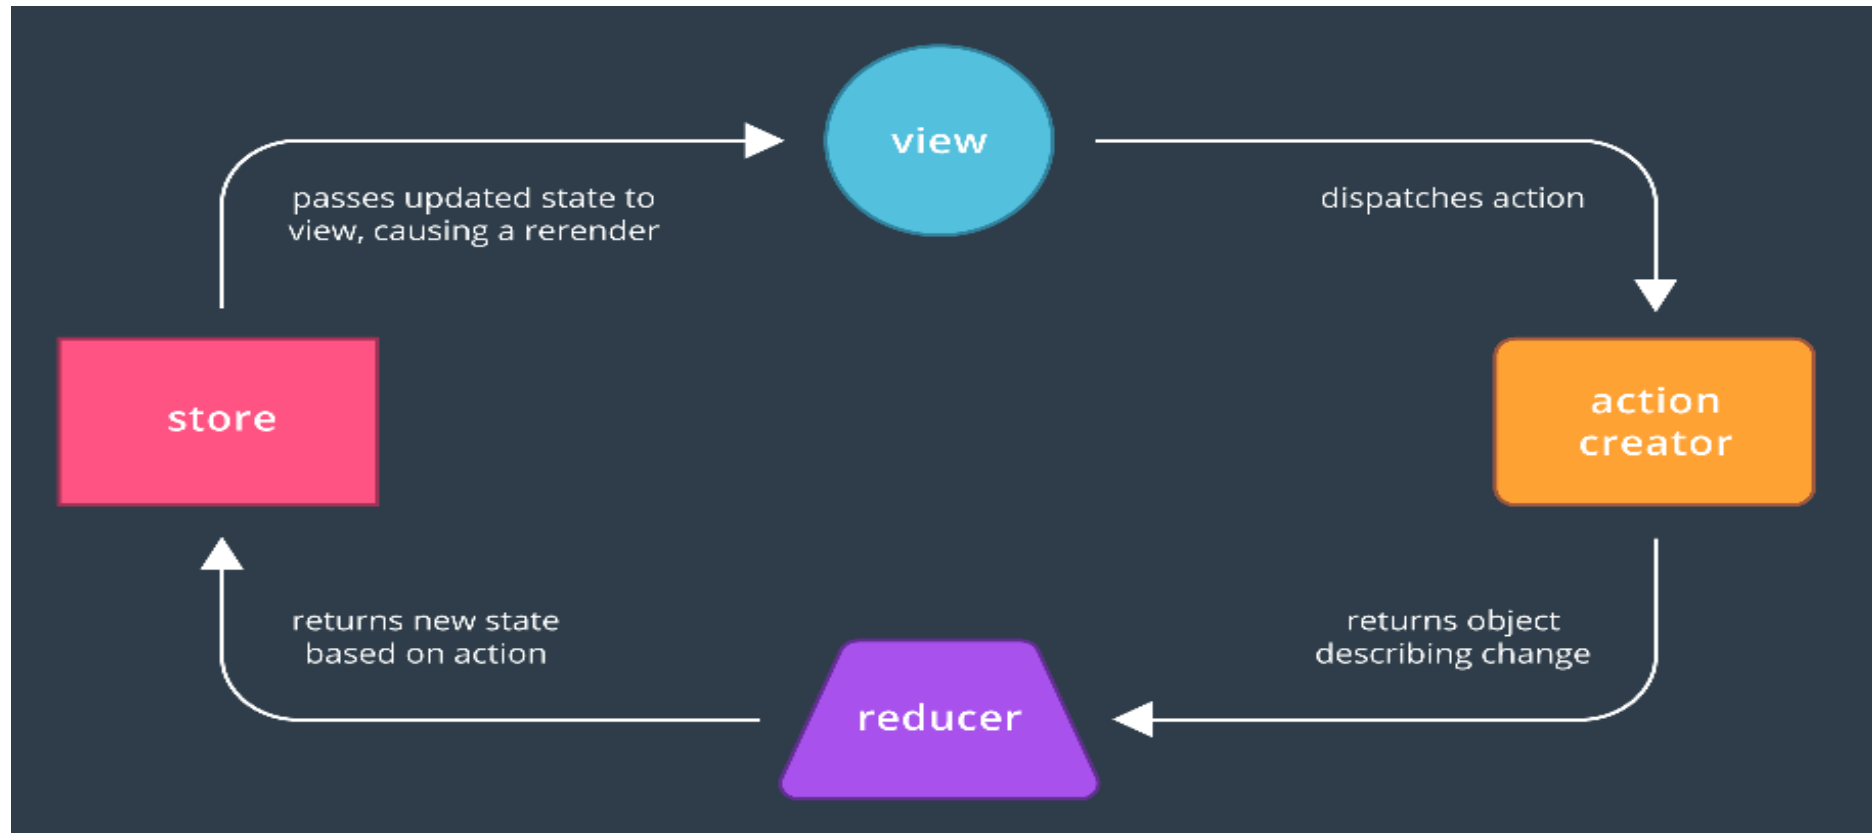 view
passes updated state to
view, causing a rerender
dispatches action
store
action
creator
returns new state
based on action
returns object
describing change
reducer